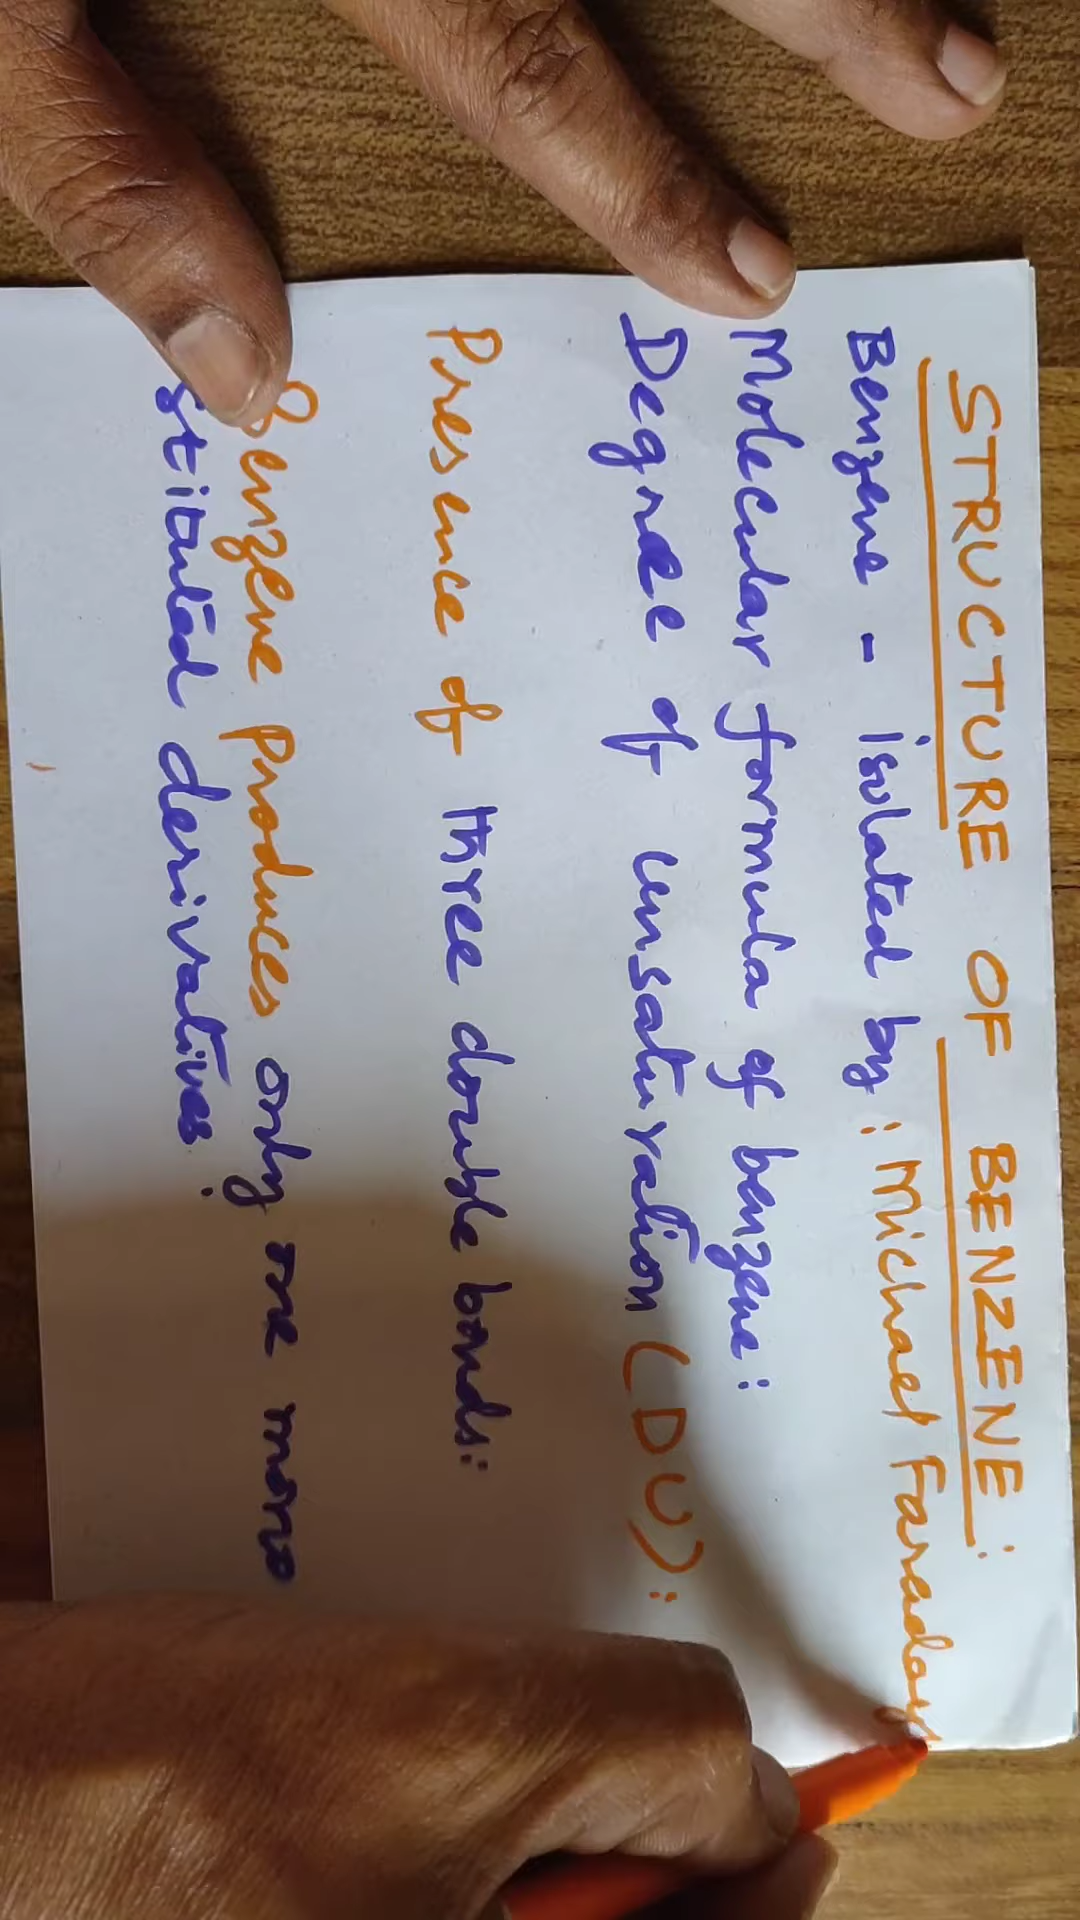 STRUCTURE OF BENZENE:
Benzene - isolated by: Michael Faraday
Molecular formula of benzene:
Degree of unsaturation (DU):
Presence of three double bonds:
Benzene produces only one mono
stituted derivatives.